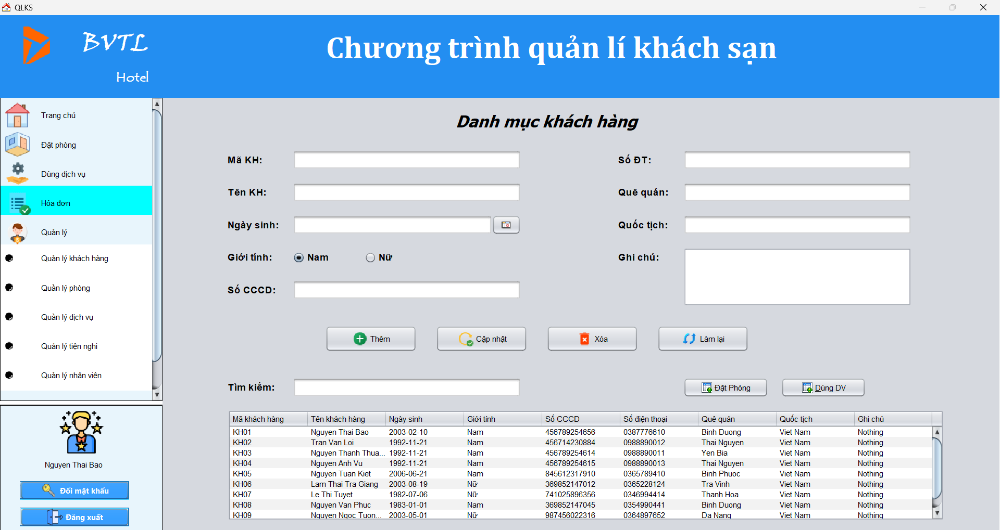 QLKS
BVTL
Hotel
Chương trình quản lí khách sạn
Trang chủ
Đặt phòng
Dùng dịch vụ
Hóa đơn
Quản lý
Quản lý khách hàng
Quản lý phòng
Quản lý dịch vụ
Quản lý tiện nghi
Quản lý nhân viên
Nguyen Thai Bao
Đổi mật khẩu
Đăng xuất
Danh mục khách hàng
Mã KH:
Tên KH:
Ngày sinh:
Giới tính: Nam Nữ
Số CCCD:
Số ĐT:
Quê quán:
Quốc tịch:
Ghi chú:
Thêm Cập nhật Xóa Làm lại
Tìm kiếm: Đặt Phòng Dùng DV
Mã khách hàng Tên khách hàng Ngày sinh Giới tính Số CCCD Số điện thoại Quê quán Quốc tịch Ghi chú
KH01 Nguyen Thai Bao 2003-02-10 Nam 456789254656 0387776610 Binh Duong Viet Nam Nothing
KH02 Tran Van Loi 1992-11-21 Nam 456714230884 0988890012 Thai Nguyen Viet Nam Nothing
KH03 Nguyen Thanh Thua... 1992-11-21 Nam 456789254614 0988890011 Yen Bia Viet Nam Nothing
KH04 Nguyen Anh Vu 1992-11-21 Nam 456789254615 0988890013 Thai Nguyen Viet Nam Nothing
KH05 Nguyen Tuan Kiet 2006-06-21 Nam 845612317910 0365789410 Binh Phuoc Viet Nam Nothing
KH06 Lam Thai Tra Giang 2003-08-19 Nữ 369852147012 0365228124 Tra Vinh Viet Nam Nothing
KH07 Le Thi Tuyet 1982-07-06 Nữ 741025896356 0346994414 Thanh Hoa Viet Nam Nothing
KH08 Nguyen Van Phuc 1983-01-01 Nam 369852147045 0354990441 Binh Duong Viet Nam Nothing
KH09 Nguyen Ngoc Tuon... 2003-05-01 Nữ 987456022316 0364897652 Da Nang Viet Nam Nothing